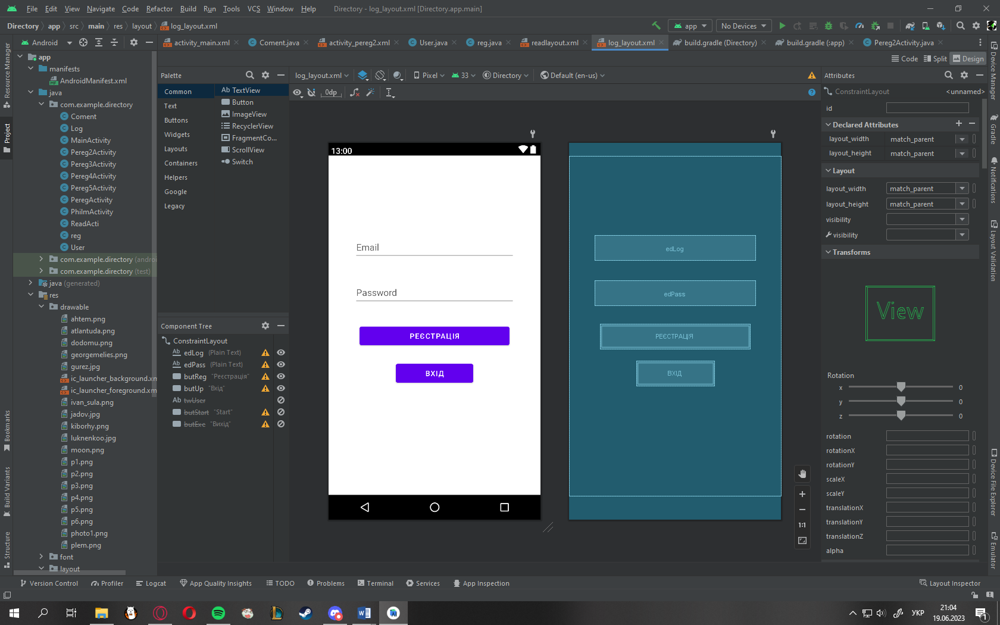 File Edit View Navigate Code Refactor Build Run Tools VCS Window Help Directory - log_layout.xml [Directory.app.main]
Directory app src main res layout log_layout.xml app No Devices
Android activity_main.xml Coment.java activity_pereg2.xml User.java reg.java readlayout.xml log_layout.xml build.gradle (Directory) build.gradle (:app) Pereg2Activity.java
Code Split Design
Resource Manager
Project
Bookmarks
Build Variants
Structure
app
manifests
AndroidManifest.xml
java
com.example.directory
Coment
Log
MainActivity
Pereg2Activity
Pereg3Activity
Pereg4Activity
Pereg5Activity
PeregActivity
PhilmActivity
ReadActi
reg
User
com.example.directory (androi
com.example.directory (test)
java (generated)
res
drawable
ahtem.png
atlantuda.png
dodomu.png
georgemelies.png
gurez.jpg
ic_launcher_background.xm
ic_launcher_foreground.xm
ivan_sula.png
jadov.jpg
kiborhy.png
luknenkoo.jpg
moon.png
p1.png
p2.png
p3.png
p4.png
p5.png
p6.png
photo1.png
plem.png
font
layout
Palette
Common
Text
Buttons
Widgets
Layouts
Containers
Helpers
Google
Legacy
Ab TextView
Button
ImageView
RecyclerView
FragmentCo...
ScrollView
Switch
Component Tree
ConstraintLayout
Ab edLog (Plain Text)
Ab edPass (Plain Text)
butReg "Реєстрація"
butUp "Вхід"
Ab twUser
butStart "Start"
butExe "Вихід"
log_layout.xml Pixel 33 Directory Default (en-us)
0dp
13:00
Email
Password
РЕЄСТРАЦІЯ
ВХІД
edLog
edPass
РЕЄСТРАЦІЯ
ВХІД
1:1
Attributes
ConstraintLayout <unnamed>
id
Declared Attributes
layout_width match_parent
layout_height match_parent
Layout
layout_width match_parent
layout_height match_parent
visibility
visibility
Transforms
View
Rotation
x 0
y 0
z 0
rotation
rotationX
rotationY
scaleX
scaleY
translationX
translationY
translationZ
alpha
Device Manager
Gradle
Notifications
Layout Validation
Device File Explorer
Emulator
Version Control Profiler Logcat App Quality Insights TODO Problems Terminal Services App Inspection Layout Inspector
УКР 21:04
19.06.2023
1